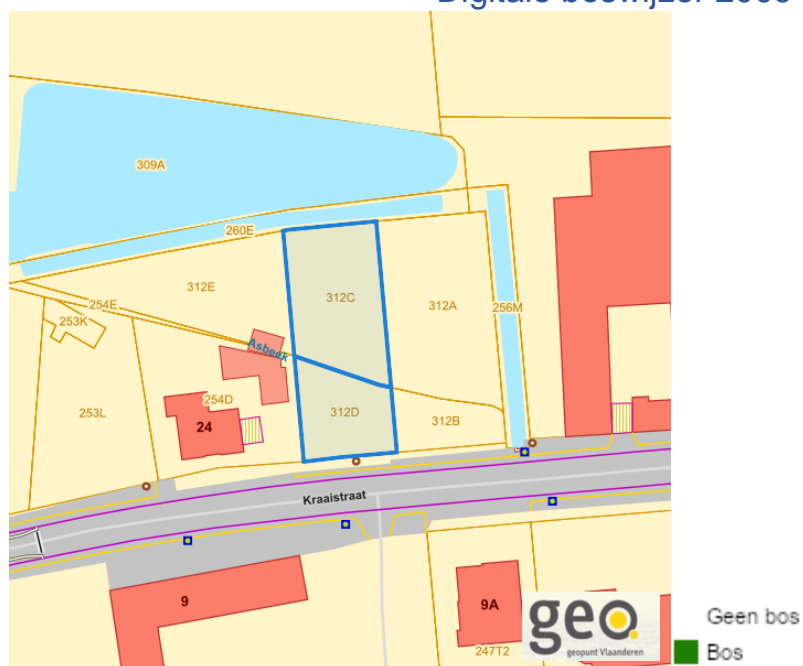 309A
260E
312E
312C
312A
256M
254E
253K
Asbeek
253L
254D
24
312D
312B
Kraaistraat
9
9A
247T2
geo
geopunt Vlaanderen
Geen bos
Bos